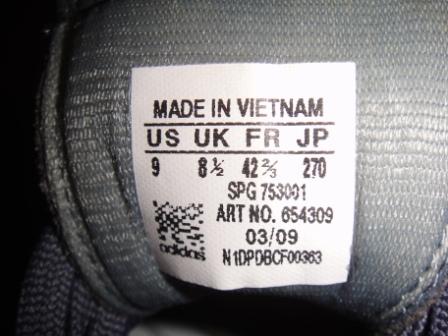 MADE IN VIETNAM
US UK FR JP
9 8½ 42⅔ 270
SPG 753001
ART NO. 654309
03/09
adidas N1DPDBCF00363